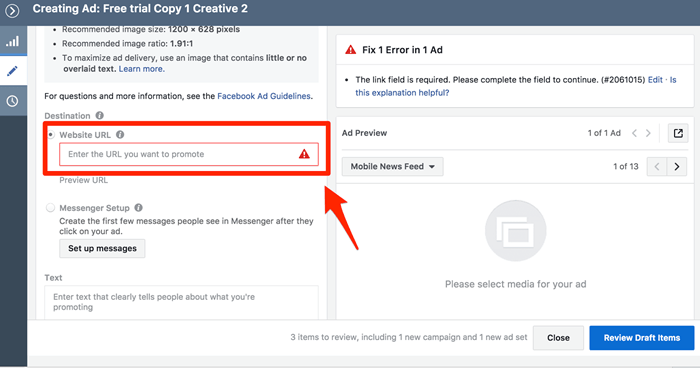 Creating Ad: Free trial Copy 1 Creative 2
• Recommended image size: 1200 × 628 pixels
• Recommended image ratio: 1.91:1
• To maximize ad delivery, use an image that contains little or no
overlaid text. Learn more.
For questions and more information, see the Facebook Ad Guidelines.
Destination
Website URL
Enter the URL you want to promote
Preview URL
Messenger Setup
Create the first few messages people see in Messenger after they
click on your ad.
Set up messages
Text
Enter text that clearly tells people about what you're
promoting
Fix 1 Error in 1 Ad
• The link field is required. Please complete the field to continue. (#2061015) Edit · Is
this explanation helpful?
Ad Preview
1 of 1 Ad
Mobile News Feed
1 of 13
Please select media for your ad
3 items to review, including 1 new campaign and 1 new ad set
Close
Review Draft Items